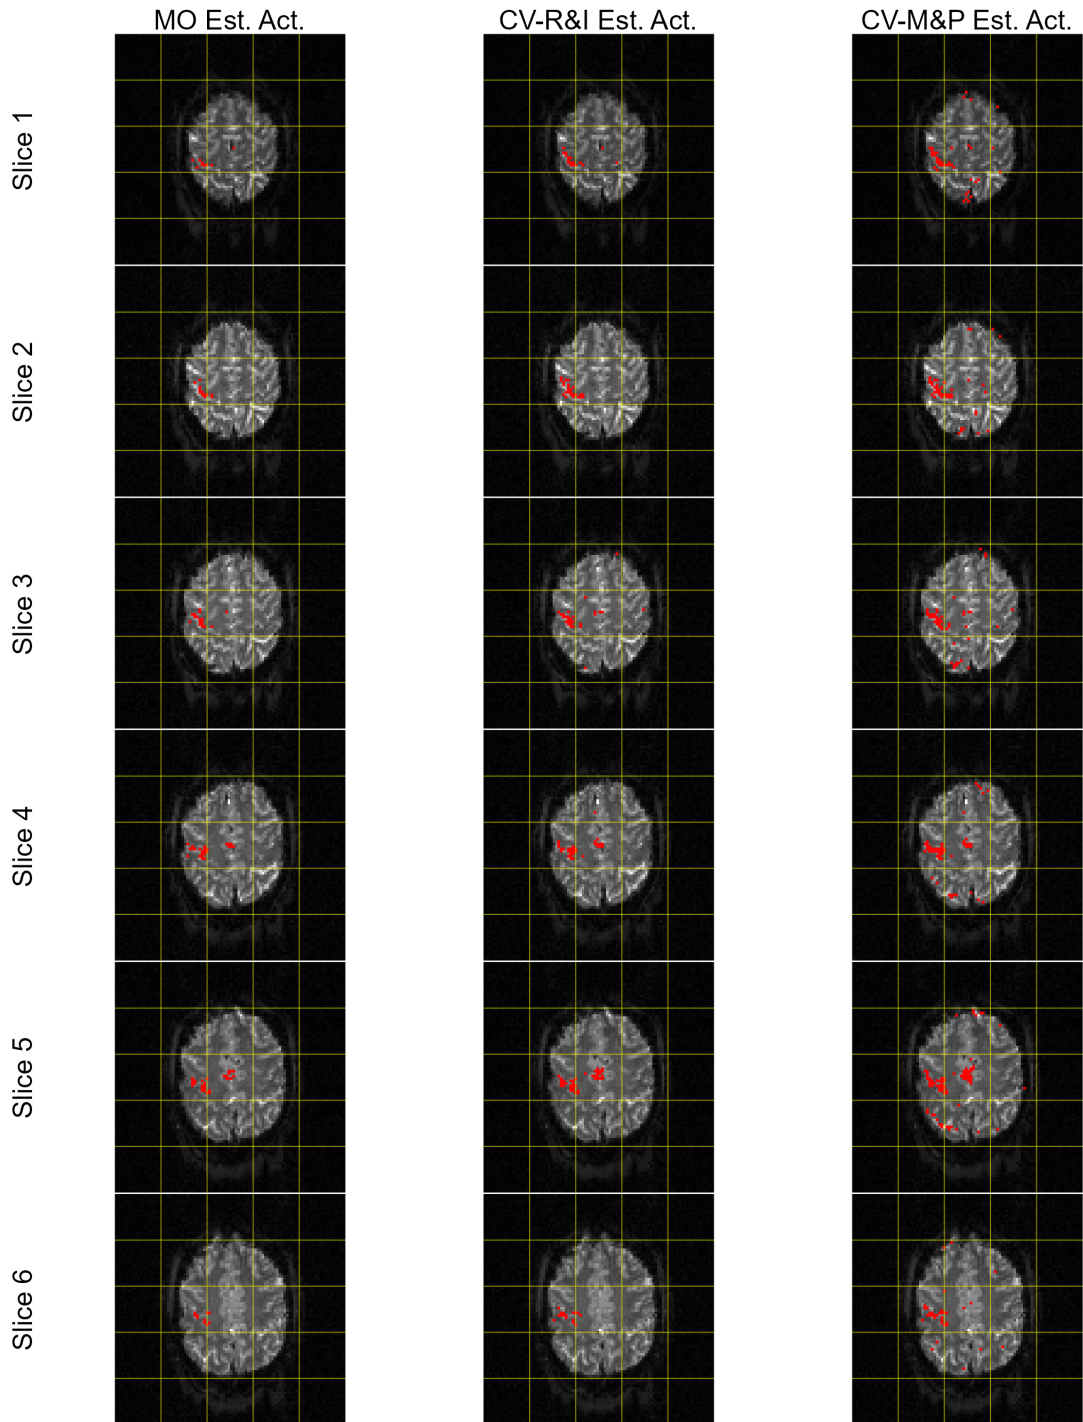 MO Est. Act.
CV-R&I Est. Act.
CV-M&P Est. Act.
Slice 1
Slice 2
Slice 3
Slice 4
Slice 5
Slice 6